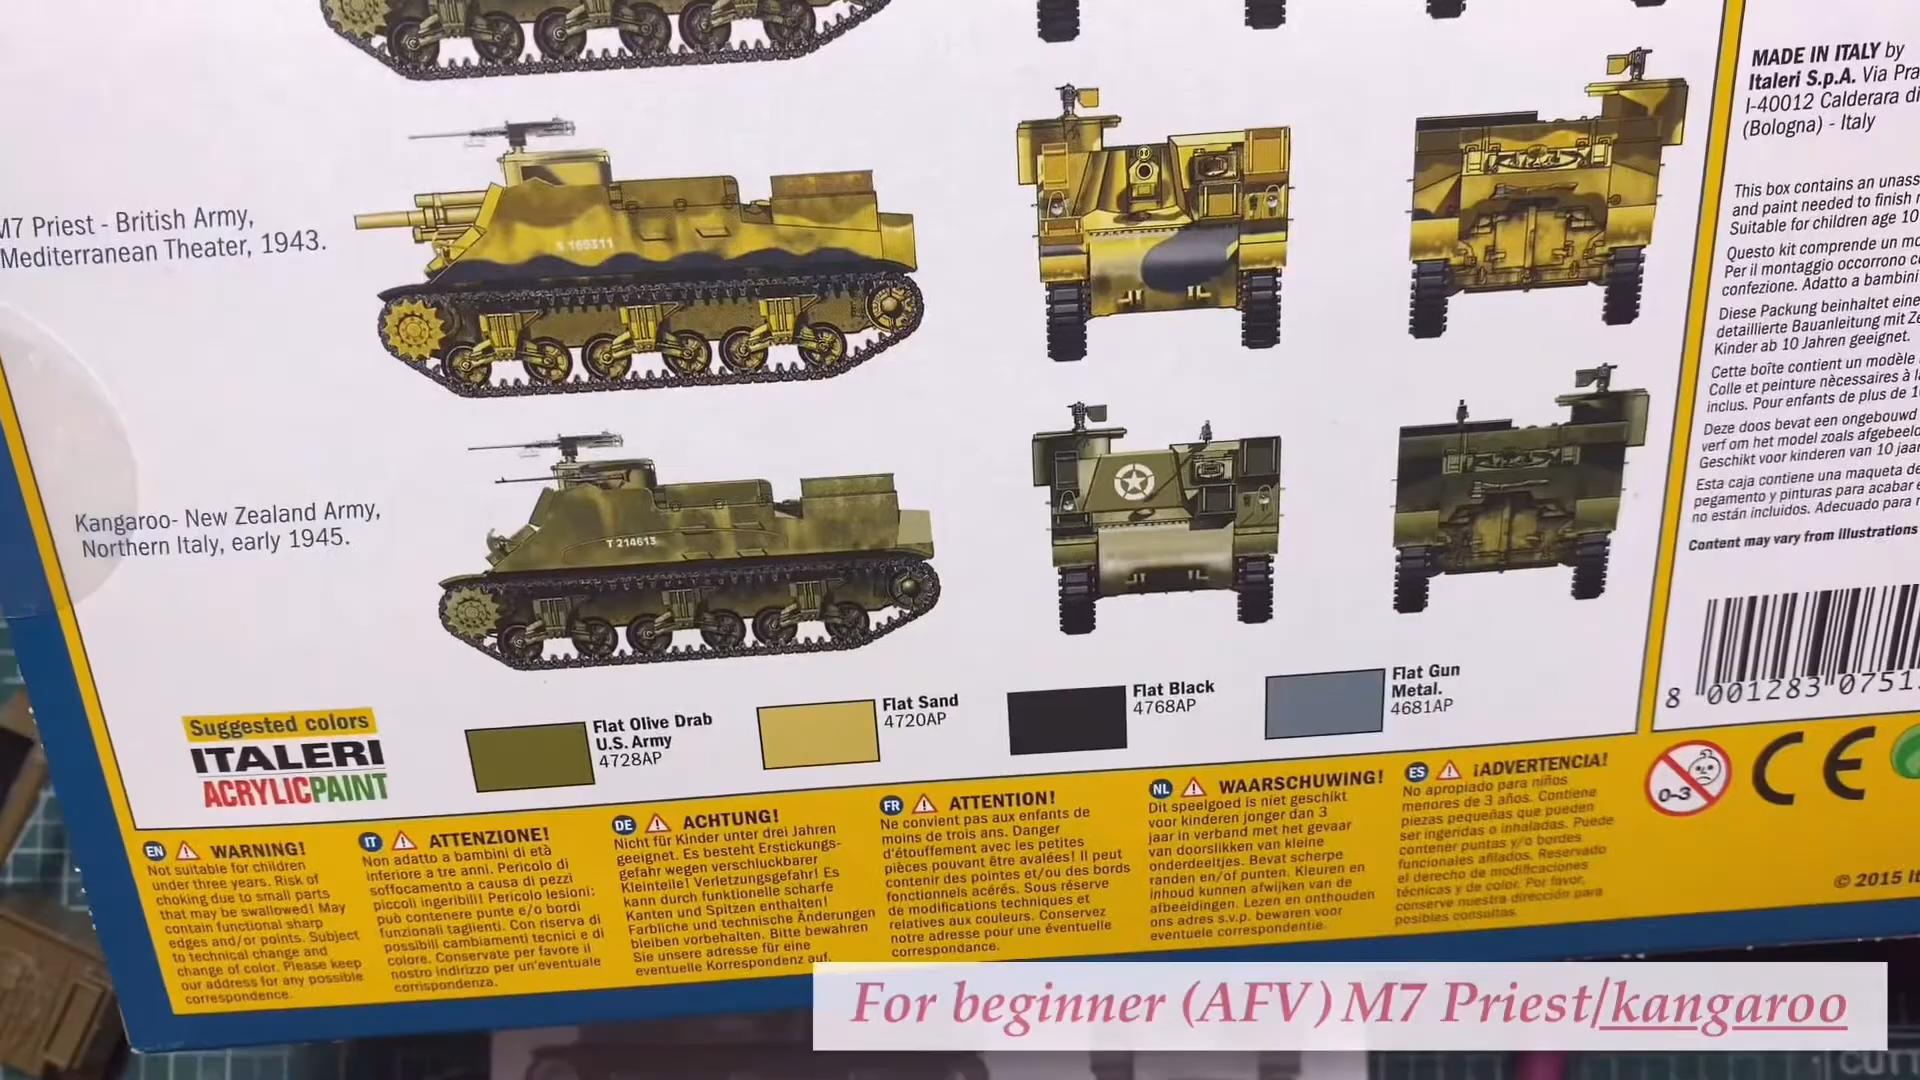 M7 Priest - British Army,
Mediterranean Theater, 1943.
S 169311
Kangaroo- New Zealand Army,
Northern Italy, early 1945.
T 214613
Suggested colors
ITALERI
ACRYLICPAINT
Flat Olive Drab
U.S. Army
4728AP
Flat Sand
4720AP
Flat Black
4768AP
Flat Gun
Metal.
4681AP
MADE IN ITALY by
Italeri S.p.A. Via
I-40012 Calderara di
(Bologna) - Italy
This box contains an
and paint needed to finish
Suitable for children age 10
Questo kit comprende un
Per il montaggio occorrono
confezione. Adatto a bambini
Diese Packung beinhaltet eine
detaillierte Bauanleitung mit
Kinder ab 10 Jahren geeignet.
Cette boîte contient un modèle
Colle et peinture nècessaires à
inclus. Pour enfants de plus de
Deze doos bevat een ongebouwd
verf om het model zoals
Geschikt voor kinderen van 10
Esta caja contiene una maqueta
pegamento y pinturas para acabar
no están incluidos. Adecuado para
Content may vary from illustrations
8 001283 0751
0-3
CE
© 2015
EN WARNING!
Not suitable for children
under three years. Risk of
choking due to small parts
that may be swallowed! May
contain functional sharp
edges and/or points. Subject
to technical change and
change of color. Please keep
our address for any possible
correspondence.
IT ATTENZIONE!
Non adatto a bambini di età
inferiore a tre anni. Pericolo di
soffocamento a causa di pezzi
piccoli ingeribili! Pericolo lesioni:
può contenere punte e/o bordi
funzionali taglienti. Con riserva di
possibili cambiamenti tecnici e di
colore. Conservate per favore il
nostro indirizzo per un'eventuale
corrispondenza.
DE ACHTUNG!
Nicht für Kinder unter drei Jahren
geeignet. Es besteht Erstickungs-
gefahr wegen verschluckbarer
Kleinteile! Verletzungsgefahr! Es
kann durch funktionelle scharfe
Kanten und Spitzen enthalten!
Farbliche und technische Änderungen
bleiben vorbehalten. Bitte bewahren
Sie unsere adresse für eine
eventuelle Korrespondenz auf.
FR ATTENTION!
Ne convient pas aux enfants de
moins de trois ans. Danger
d'étouffement avec les petites
pièces pouvant être avalées! Il peut
contenir des pointes et/ou des bords
fonctionnels acérés. Sous réserve
de modifications techniques et
relatives aux couleurs. Conservez
notre adresse pour une éventuelle
correspondance.
NL WAARSCHUWING!
Dit speelgoed is niet geschikt
voor kinderen jonger dan 3
jaar in verband met het gevaar
van doorslikken van kleine
onderdeeltjes. Bevat scherpe
randen en/of punten. Kleuren en
inhoud kunnen afwijken van de
afbeeldingen. Lezen en onthouden
ons adres s.v.p. bewaren voor
eventuele correspondentie.
ES ¡ADVERTENCIA!
No apropiado para niños
menores de 3 años. Contiene
piezas pequeñas que pueden
ser ingeridas o inhaladas. Puede
contener puntas y/o bordes
funcionales afilados. Reservado
el derecho de modificaciones
técnicas y de color. Por favor,
conserve nuestra dirección para
posibles consultas.
For beginner (AFV) M7 Priest/kangaroo